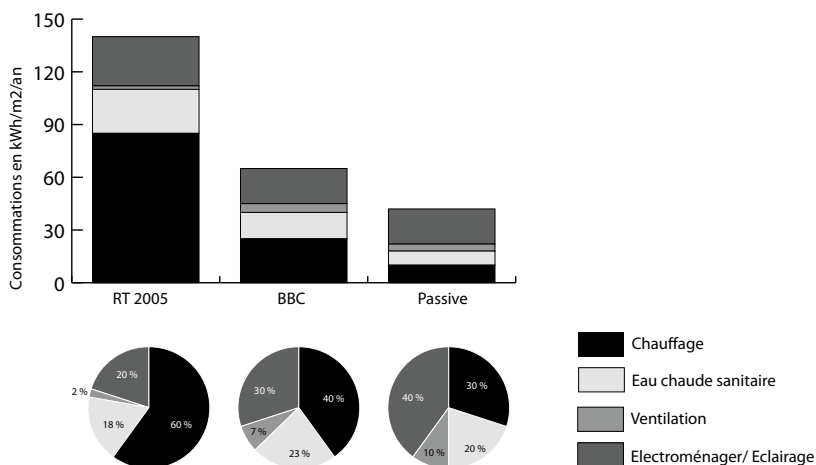 Consommations en kWh/m2/an
150
120
90
60
30
0
RT 2005
BBC
Passive
20 %
2 %
18 %
60 %
30 %
40 %
7 %
23 %
40 %
30 %
10 %
20 %
Chauffage
Eau chaude sanitaire
Ventilation
Electroménager/ Eclairage